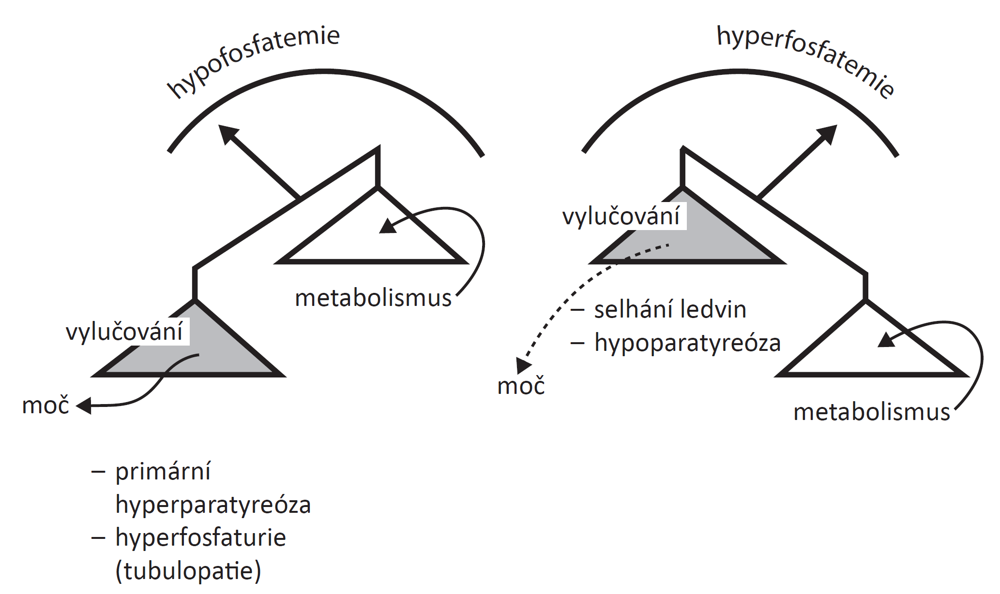 hypofosfatemie
metabolismus
vylučování
moč
– primární
hyperparatyreóza
– hyperfosfaturie
(tubulopatie)
hyperfosfatemie
vylučování
– selhání ledvin
– hypoparatyreóza
moč
metabolismus